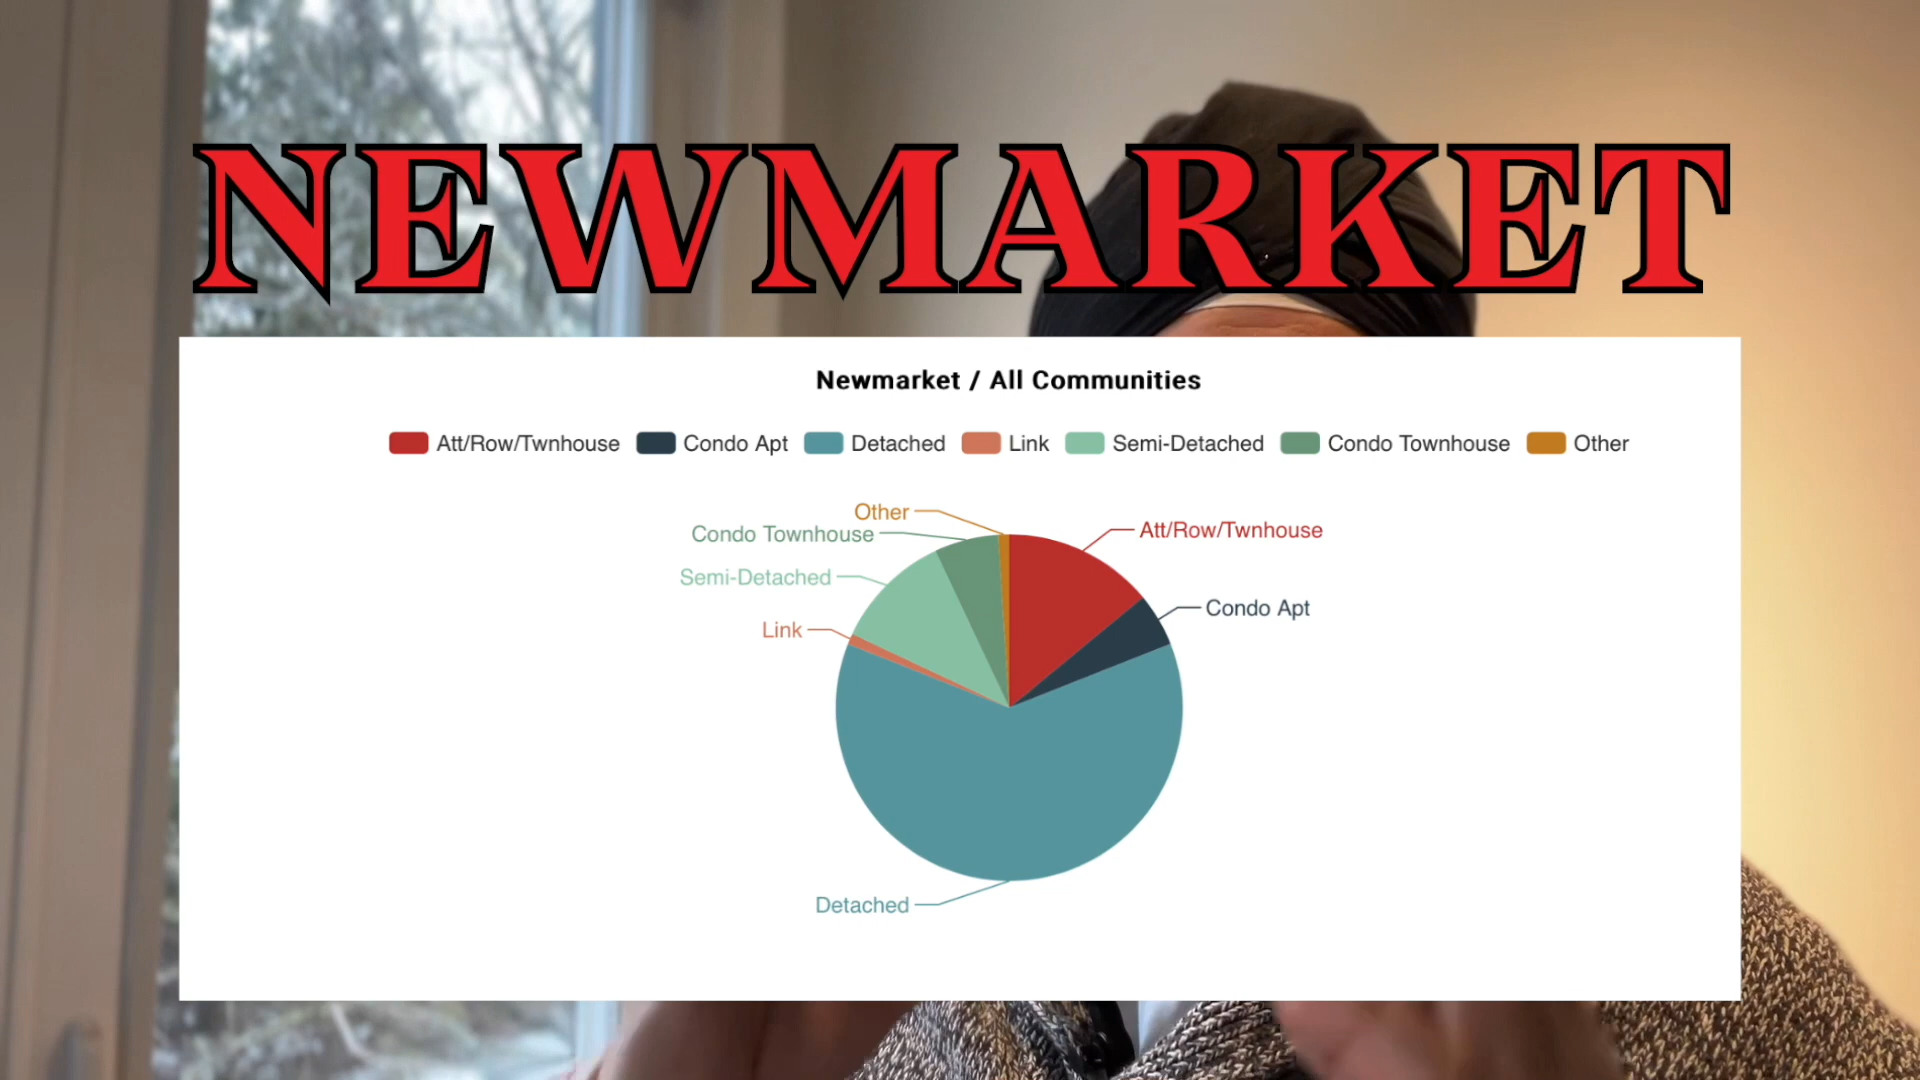 NEWMARKET
Newmarket / All Communities
Att/Row/Twnhouse Condo Apt Detached Link Semi-Detached Condo Townhouse Other
Other
Att/Row/Twnhouse
Condo Townhouse
Semi-Detached
Condo Apt
Link
Detached